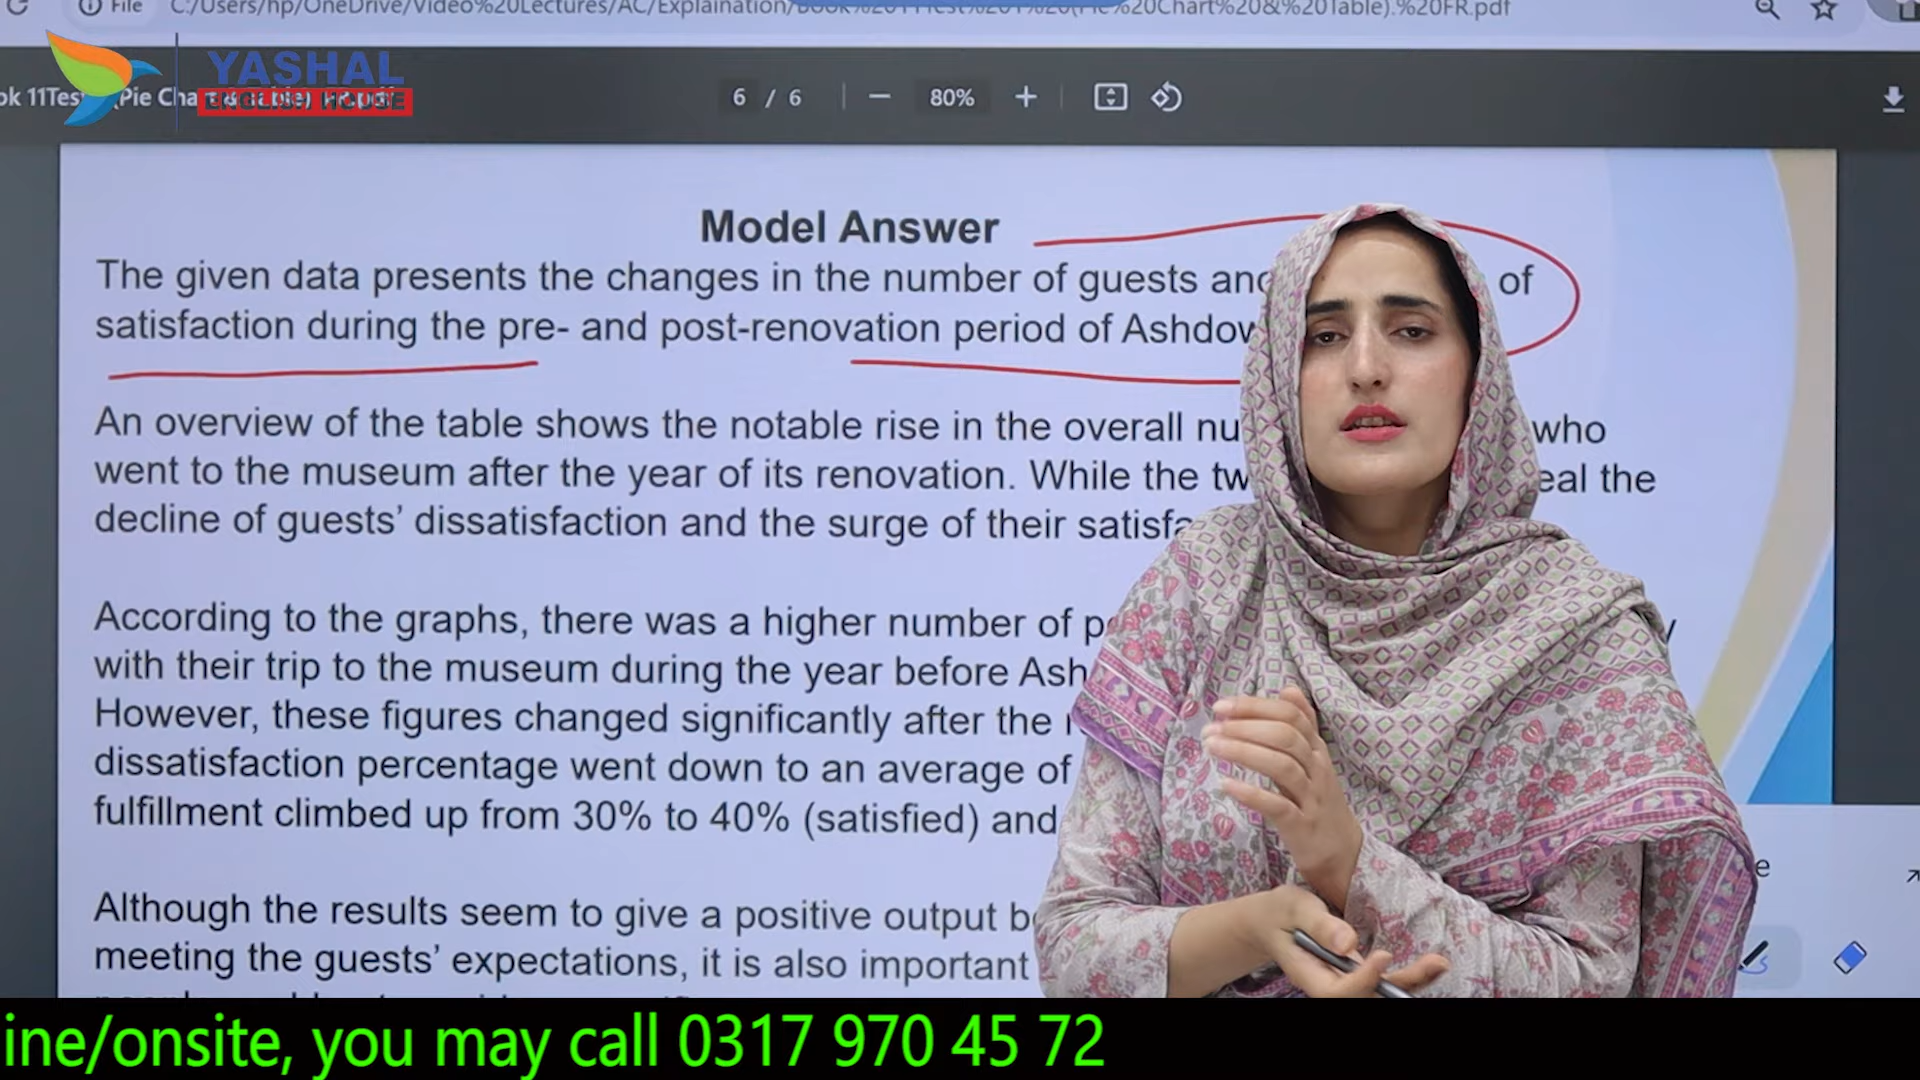 File C:/Users/hp/OneDrive/Video%20Lectures/AC/Explaination/
%20Chart%20&%20Table).%20FR.pdf
YASHAL
ENGLISH HOUSE
6 / 6
80%
Model Answer
The given data presents the changes in the number of guests and of
satisfaction during the pre- and post-renovation period of
An overview of the table shows the notable rise in the overall who
went to the museum after the year of its renovation. While the the
decline of guests’ dissatisfaction and the surge of their
According to the graphs, there was a higher number of
with their trip to the museum during the year before
However, these figures changed significantly after the
dissatisfaction percentage went down to an average of
fulfillment climbed up from 30% to 40% (satisfied) and
Although the results seem to give a positive output
meeting the guests’ expectations, it is also important
ine/onsite, you may call 0317 970 45 72